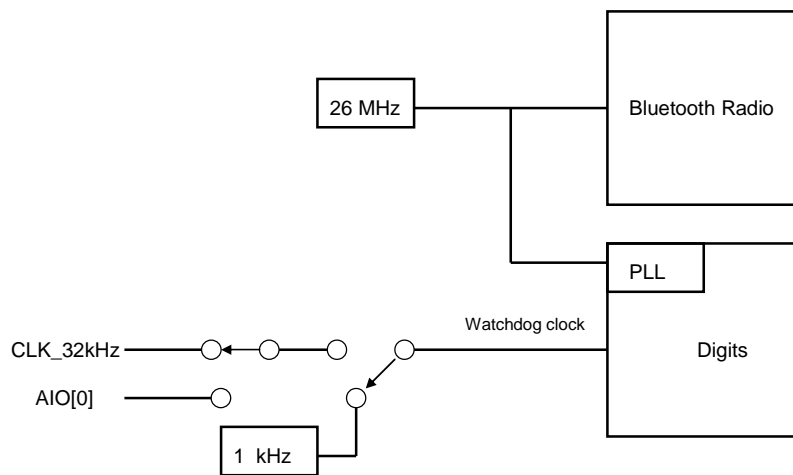 26 MHz
Bluetooth Radio
PLL
Watchdog clock
CLK_32kHz
Digits
AIO[0]
1 kHz